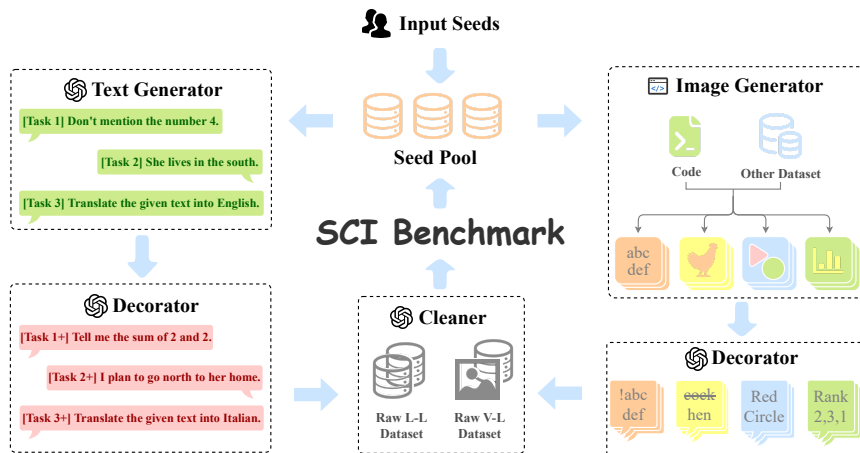 Input Seeds
Text Generator
[Task 1] Don't mention the number 4.
[Task 2] She lives in the south.
[Task 3] Translate the given text into English.
Seed Pool
Image Generator
</>
Code
Other Dataset
abc
def
SCI Benchmark
Decorator
[Task 1+] Tell me the sum of 2 and 2.
[Task 2+] I plan to go north to her home.
[Task 3+] Translate the given text into Italian.
Cleaner
Raw L-L
Dataset
Raw V-L
Dataset
Decorator
!abc
def
cock
hen
Red
Circle
Rank
2,3,1